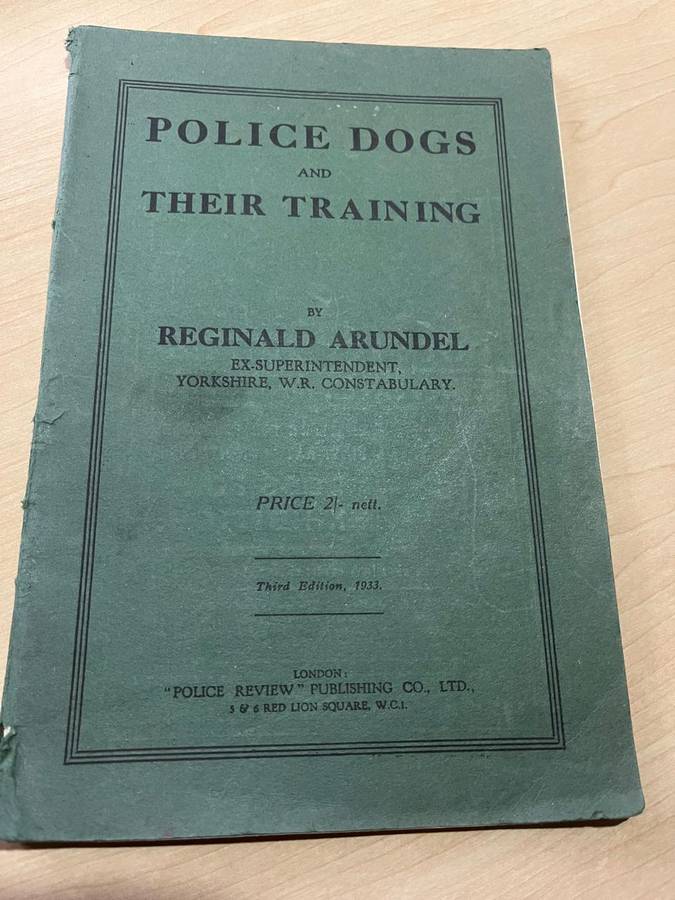 POLICE DOGS
AND
THEIR TRAINING
BY
REGINALD ARUNDEL
EX-SUPERINTENDENT,
YORKSHIRE, W.R. CONSTABULARY.
PRICE 2/- nett.
Third Edition, 1933.
LONDON:
"POLICE REVIEW" PUBLISHING CO., LTD.,
5 & 6 RED LION SQUARE, W.C.1.